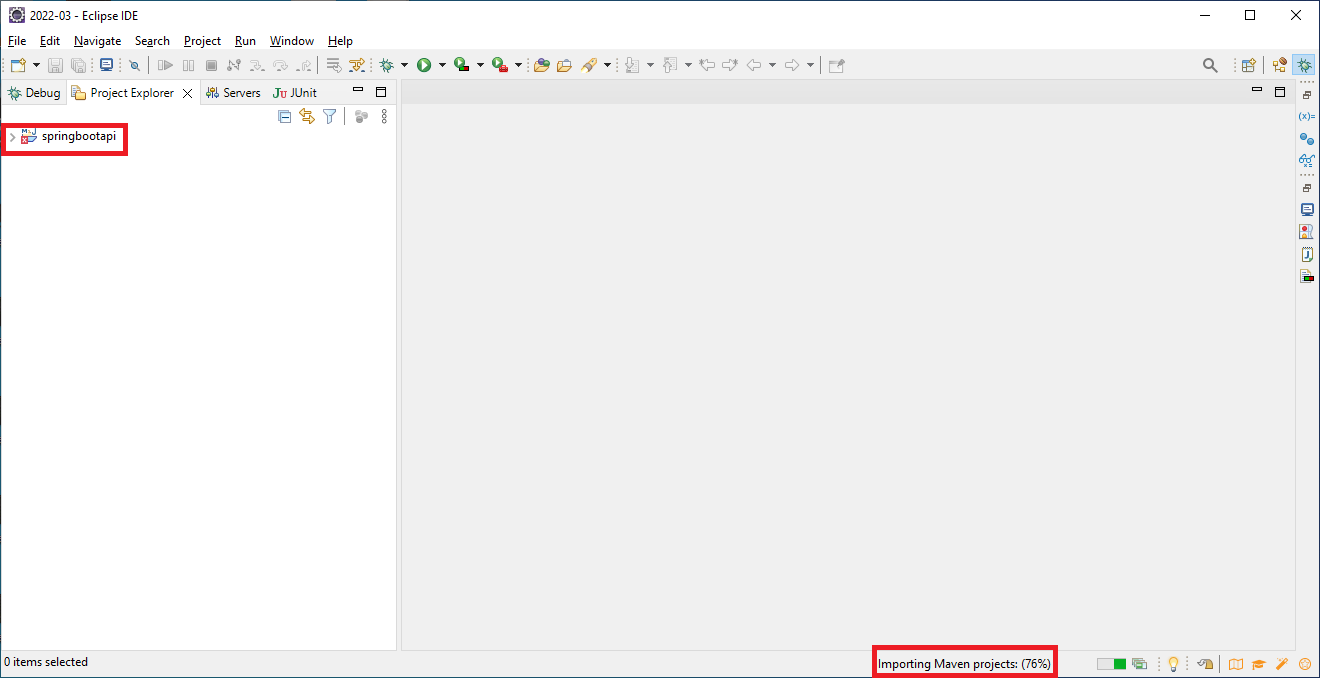 2022-03 - Eclipse IDE
File Edit Navigate Search Project Run Window Help
Debug Project Explorer Servers Ju JUnit
springbootapi
0 items selected
Importing Maven projects: (76%)